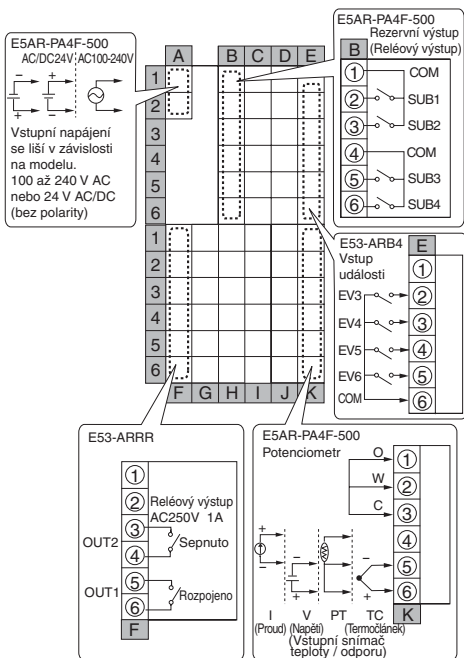 E5AR-PA4F-500
AC/DC24V AC100-240V
Vstupní napájení
se liší v závislosti
na modelu.
100 až 240 V AC
nebo 24 V AC/DC
(bez polarity)
A B C D E
1
2
3
4
5
6
1
2
3
4
5
6
F G H I J K
E5AR-PA4F-500
Rezervní výstup
(Reléový výstup)
B
1 COM
2 SUB1
3 SUB2
4 COM
5 SUB3
6 SUB4
E53-ARB4
Vstup
události
E
1
EV3 2
EV4 3
EV5 4
EV6 5
COM 6
E53-ARRR
1
2
Reléový výstup
AC250V 1A
3
OUT2 Sepnuto
4
5
OUT1 Rozpojeno
6
F
E5AR-PA4F-500
Potenciometr
O 1
W 2
C 3
4
5
6
K
I V PT TC
(Proud) (Napětí) (Termočlánek)
(Vstupní snímač
teploty / odporu)